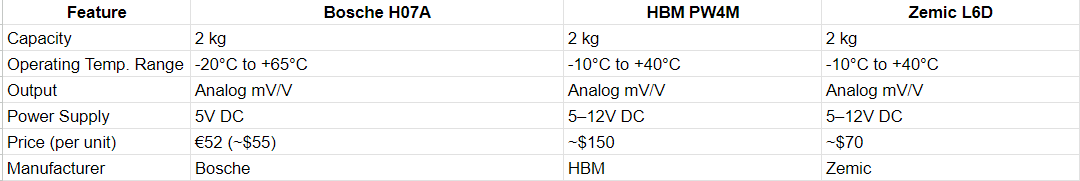 Feature Bosche H07A HBM PW4M Zemic L6D
Capacity 2 kg 2 kg 2 kg
Operating Temp. Range -20°C to +65°C -10°C to +40°C -10°C to +40°C
Output Analog mV/V Analog mV/V Analog mV/V
Power Supply 5V DC 5–12V DC 5–12V DC
Price (per unit) €52 (~$55) ~$150 ~$70
Manufacturer Bosche HBM Zemic